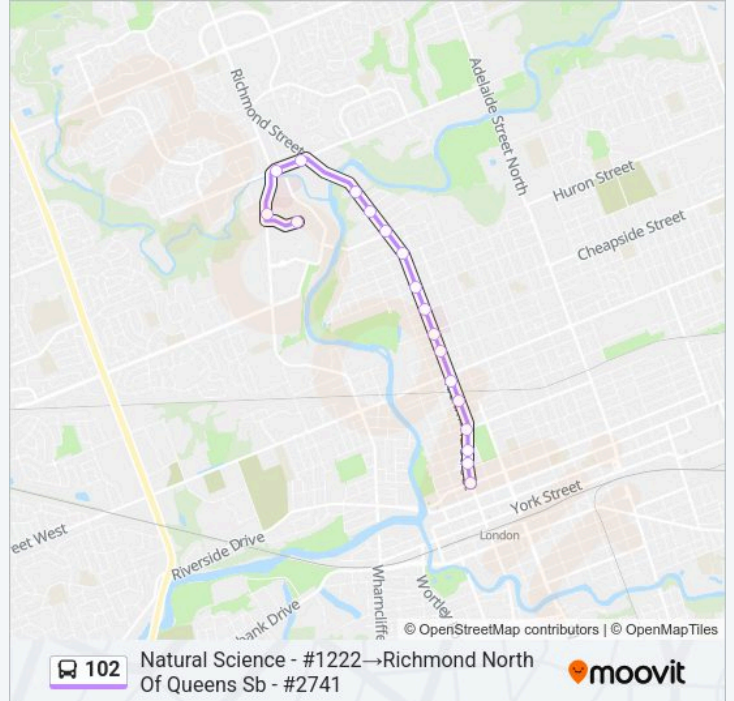 Richmond Street
Adelaide Street North
Huron Street
Cheapside Street
York Street
London
eet West
Riverside Drive
Wharncliffe
Wortley
bank Drive
© OpenStreetMap contributors | © OpenMapTiles
102
Natural Science - #1222→Richmond North
Of Queens Sb - #2741
moovit